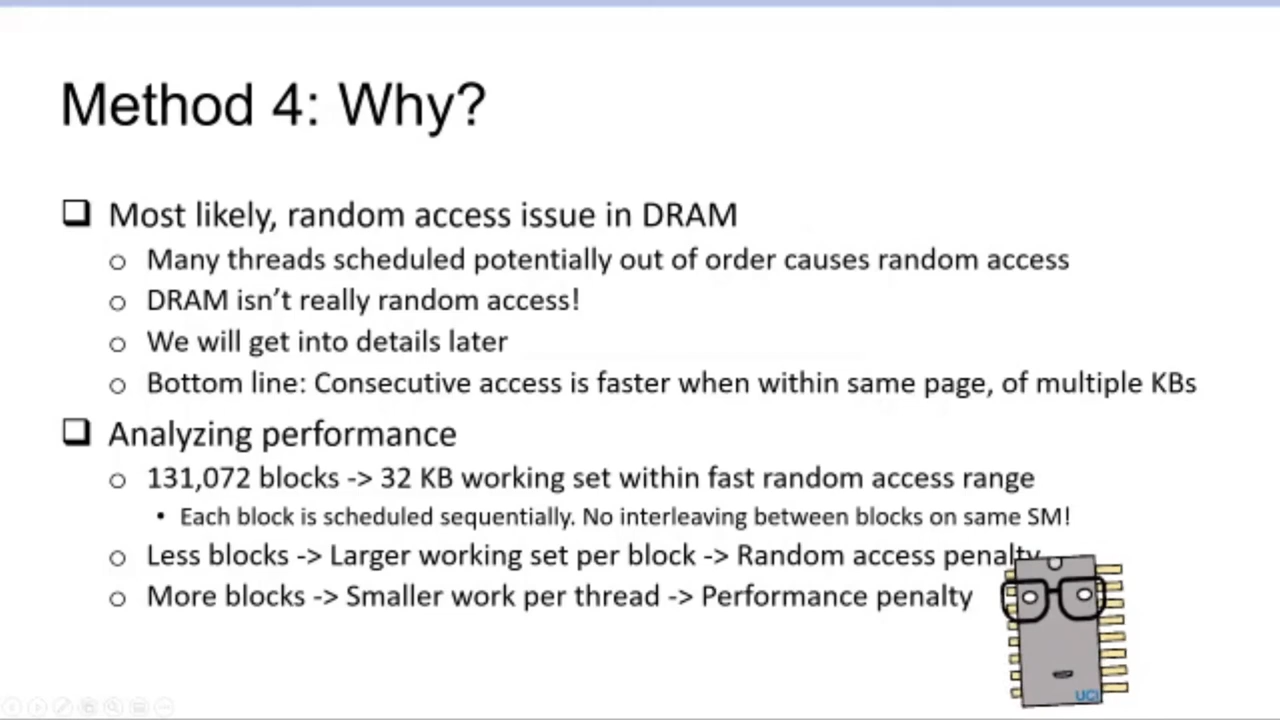 Method 4: Why?
Most likely, random access issue in DRAM
Many threads scheduled potentially out of order causes random access
DRAM isn’t really random access!
We will get into details later
Bottom line: Consecutive access is faster when within same page, of multiple KBs
Analyzing performance
131,072 blocks -> 32 KB working set within fast random access range
Each block is scheduled sequentially. No interleaving between blocks on same SM!
Less blocks -> Larger working set per block -> Random access penalty
More blocks -> Smaller work per thread -> Performance penalty
UCI